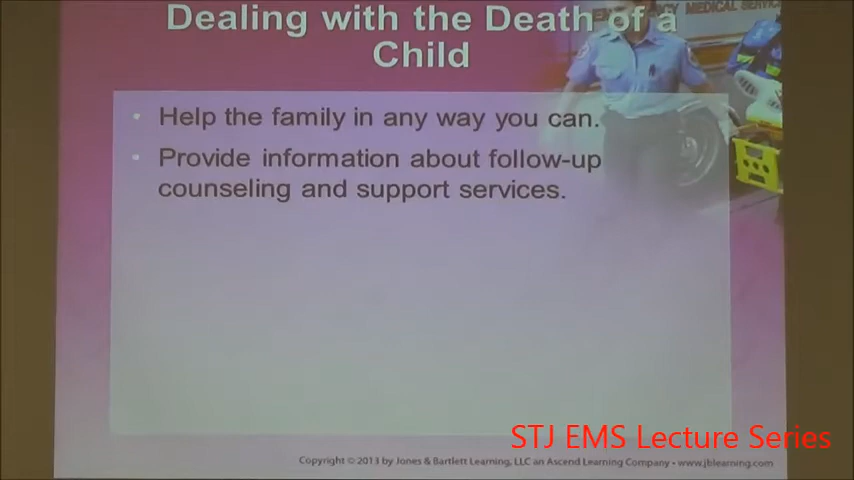 Dealing with the Death of a
Child
MEDICAL
• Help the family in any way you can.
• Provide information about follow-up
counseling and support services.
STJ EMS Lecture Series
Copyright © 2013 by Jones & Bartlett Learning, LLC an Ascend Learning Company • www.jblearning.com